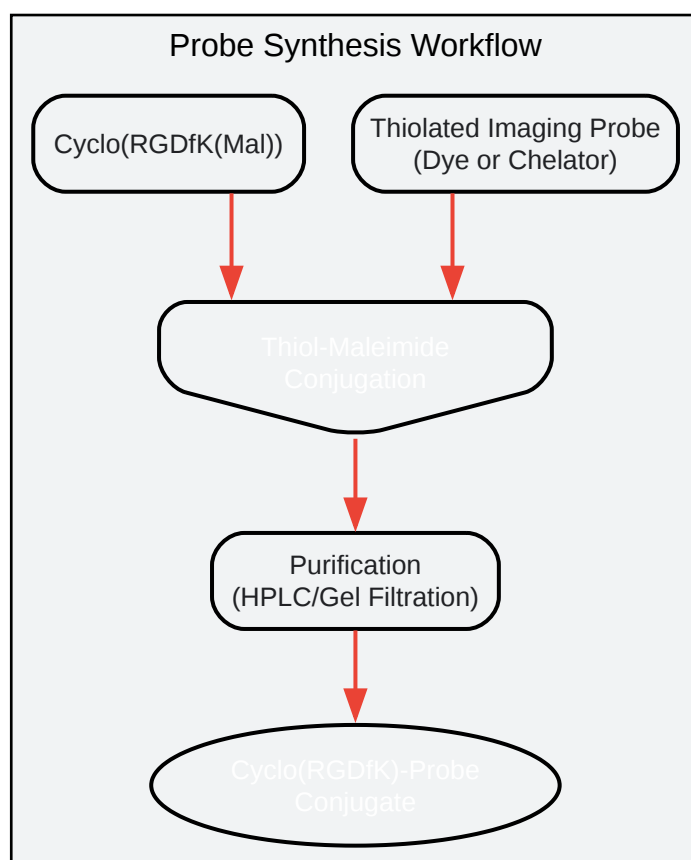 Probe Synthesis Workflow
Cyclo(RGDfK(Mal))
Thiolated Imaging Probe
(Dye or Chelator)
Thiol-Maleimide
Conjugation
Purification
(HPLC/Gel Filtration)
Cyclo(RGDfK)-Probe
Conjugate